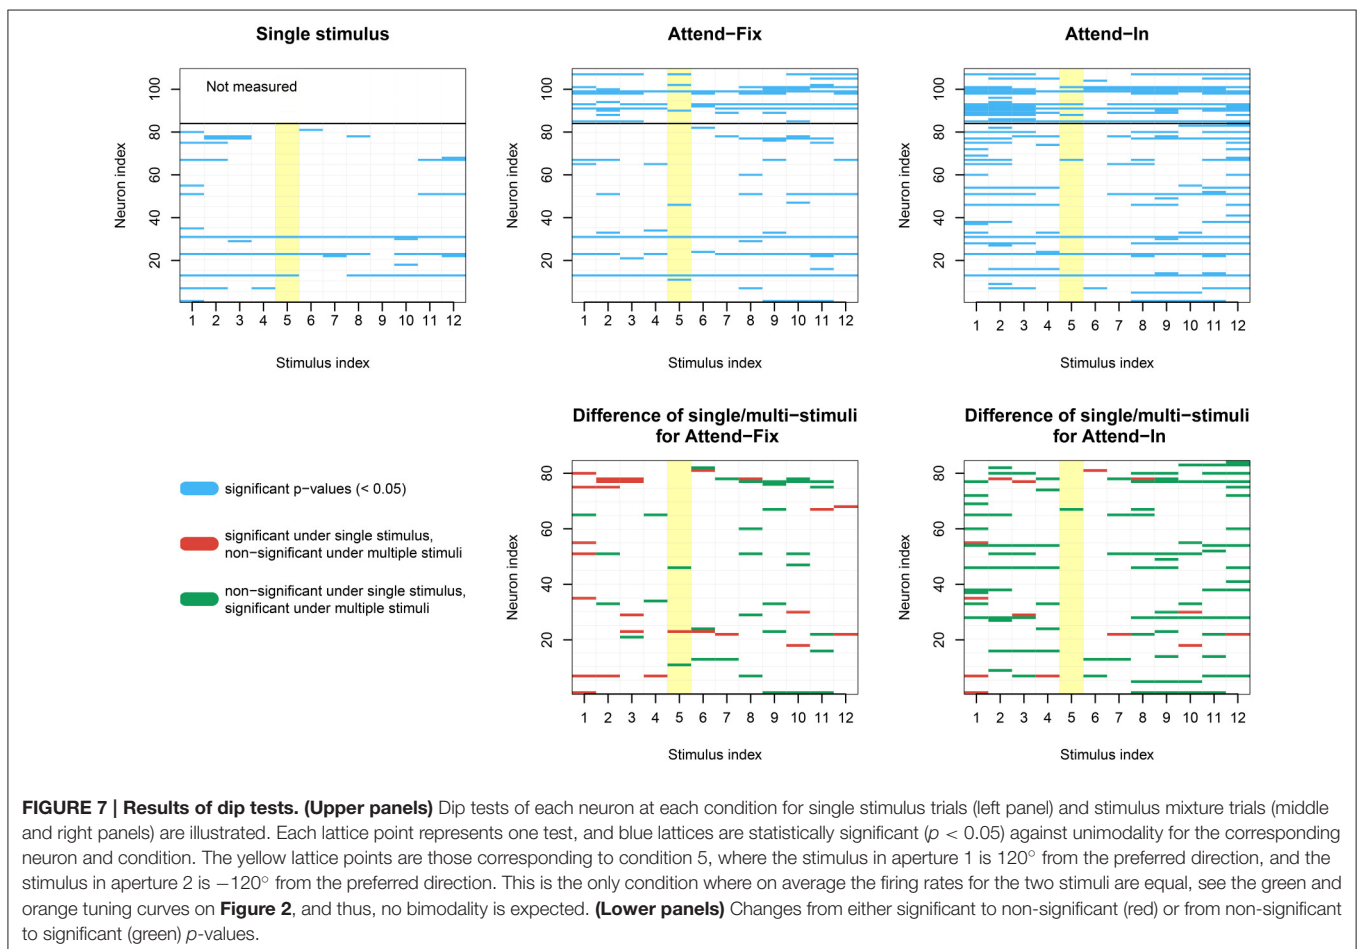 Single stimulus
Attend−Fix
Attend−In
Not measured
Neuron index
20 40 60 80 100
1 2 3 4 5 6 7 8 9 10 11 12
Stimulus index
Neuron index
20 40 60 80 100
1 2 3 4 5 6 7 8 9 10 11 12
Stimulus index
Neuron index
20 40 60 80 100
1 2 3 4 5 6 7 8 9 10 11 12
Stimulus index
significant p−values (< 0.05)
significant under single stimulus,
non−significant under multiple stimuli
non−significant under single stimulus,
significant under multiple stimuli
Difference of single/multi−stimuli
for Attend−Fix
Neuron index
20 40 60 80
1 2 3 4 5 6 7 8 9 10 11 12
Stimulus index
Difference of single/multi−stimuli
for Attend−In
Neuron index
20 40 60 80
1 2 3 4 5 6 7 8 9 10 11 12
Stimulus index
FIGURE 7 | Results of dip tests. (Upper panels) Dip tests of each neuron at each condition for single stimulus trials (left panel) and stimulus mixture trials (middle
and right panels) are illustrated. Each lattice point represents one test, and blue lattices are statistically significant (p < 0.05) against unimodality for the corresponding
neuron and condition. The yellow lattice points are those corresponding to condition 5, where the stimulus in aperture 1 is 120° from the preferred direction, and the
stimulus in aperture 2 is −120° from the preferred direction. This is the only condition where on average the firing rates for the two stimuli are equal, see the green and
orange tuning curves on Figure 2, and thus, no bimodality is expected. (Lower panels) Changes from either significant to non-significant (red) or from non-significant
to significant (green) p-values.